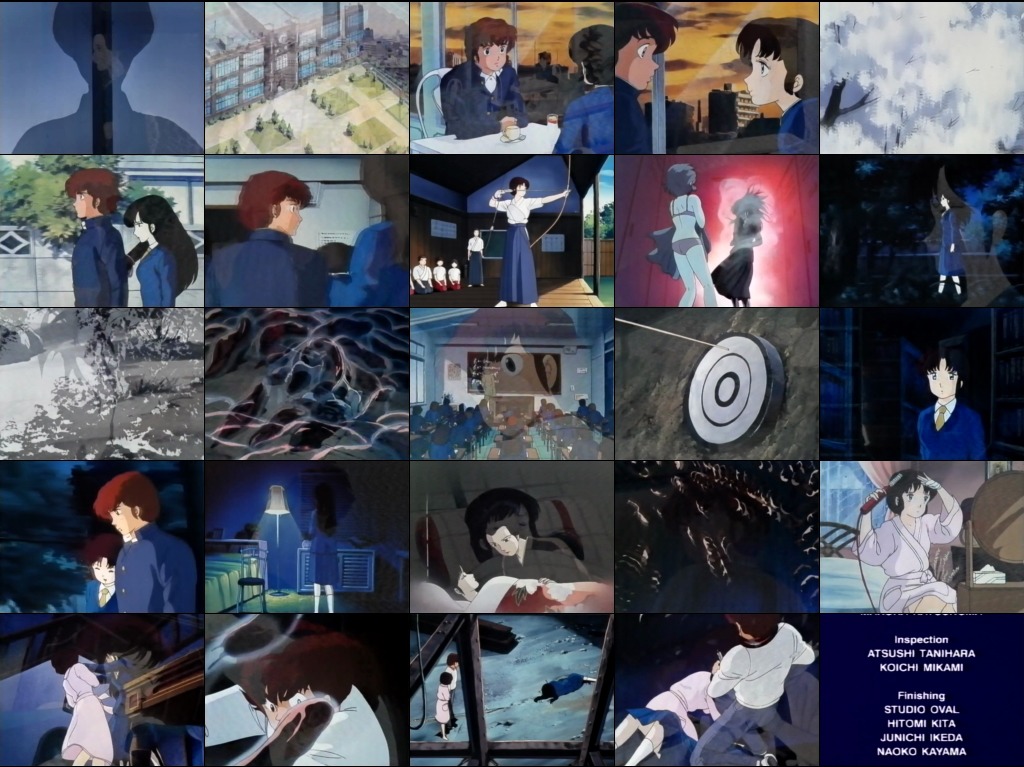 Inspection
ATSUSHI TANIHARA
KOICHI MIKAMI
Finishing
STUDIO OVAL
HITOMI KITA
JUNICHI IKEDA
NAOKO KAYAMA